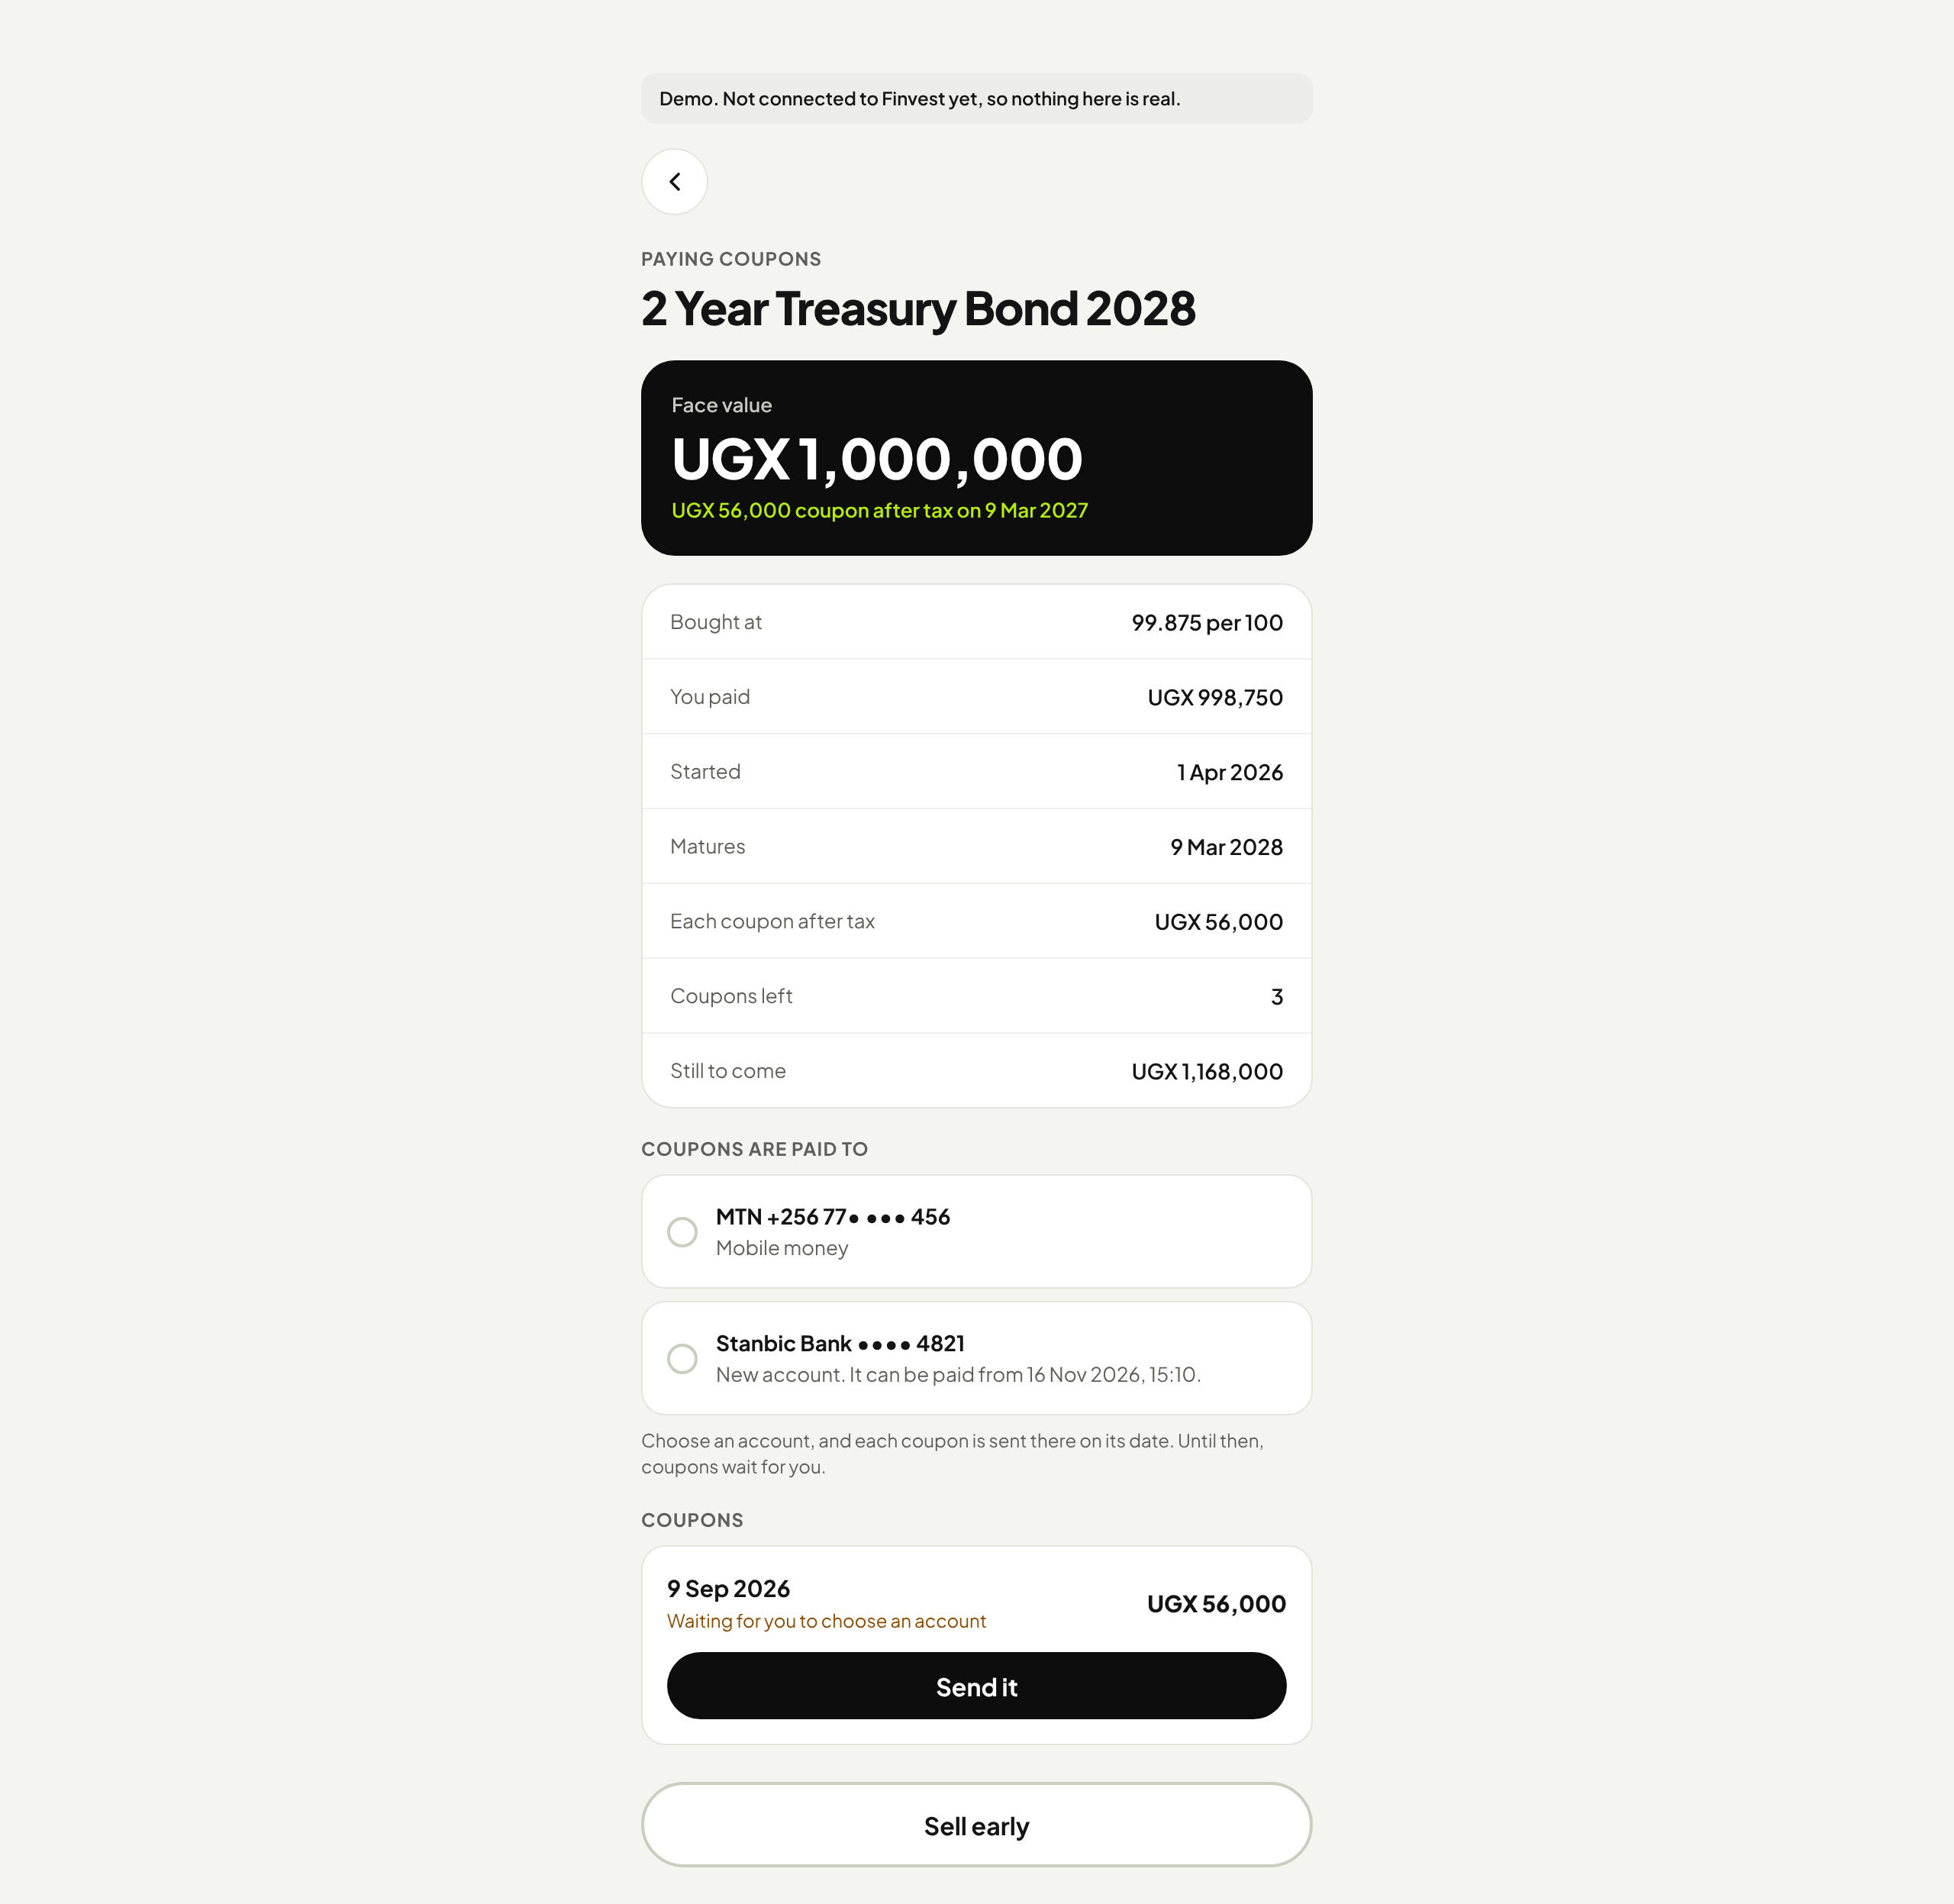 Demo. Not connected to Finvest yet, so nothing here is real.
PAYING COUPONS
2 Year Treasury Bond 2028
Face value
UGX 1,000,000
UGX 56,000 coupon after tax on 9 Mar 2027
Bought at 99.875 per 100
You paid UGX 998,750
Started 1 Apr 2026
Matures 9 Mar 2028
Each coupon after tax UGX 56,000
Coupons left 3
Still to come UGX 1,168,000
COUPONS ARE PAID TO
MTN +256 77• ••• 456
Mobile money
Stanbic Bank •••• 4821
New account. It can be paid from 16 Nov 2026, 15:10.
Choose an account, and each coupon is sent there on its date. Until then,
coupons wait for you.
COUPONS
9 Sep 2026
Waiting for you to choose an account
UGX 56,000
Send it
Sell early